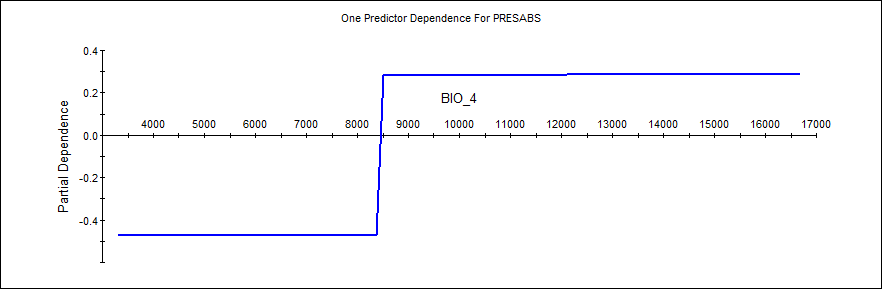 One Predictor Dependence For PRESABS
0.4
0.2
BIO_4
0.0
4000 5000 6000 7000 8000 9000 10000 11000 12000 13000 14000 15000 16000 17000
-0.2
-0.4
Partial Dependence